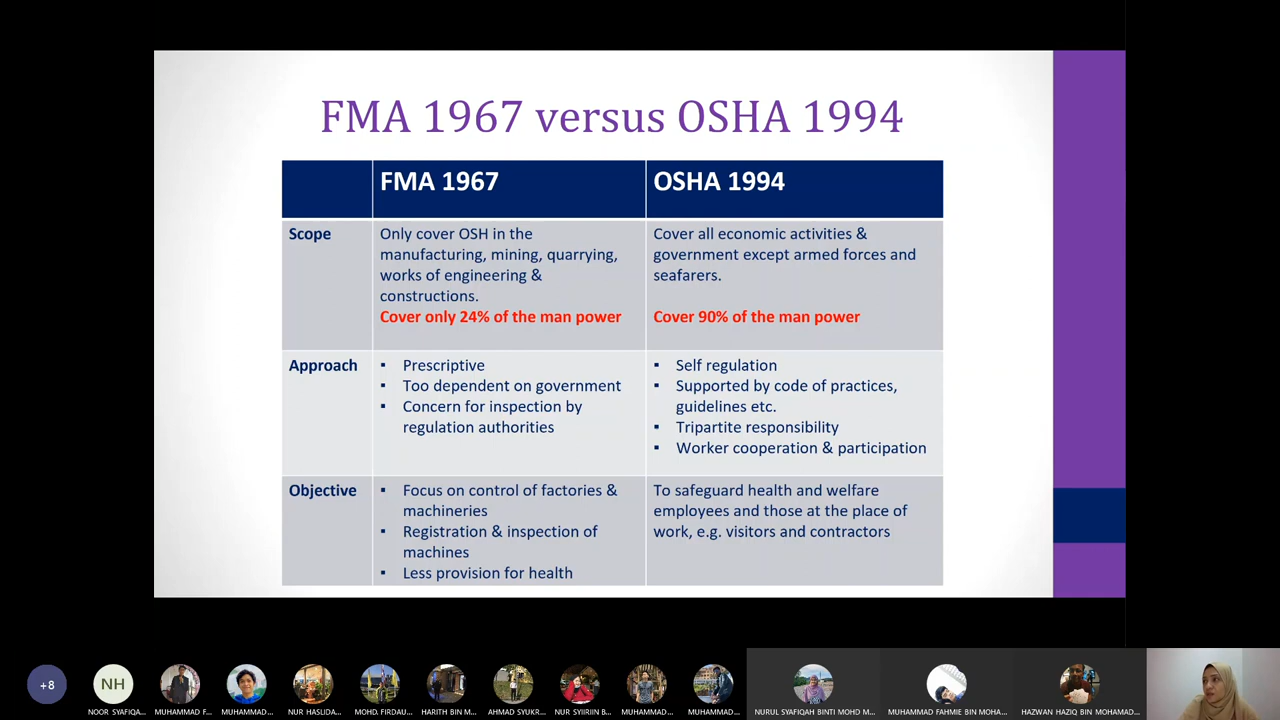 FMA 1967 versus OSHA 1994
FMA 1967
OSHA 1994
Scope
Only cover OSH in the
manufacturing, mining, quarrying,
works of engineering &
constructions.
Cover only 24% of the man power
Cover all economic activities &
government except armed forces and
seafarers.
Cover 90% of the man power
Approach
▪ Prescriptive
▪ Too dependent on government
▪ Concern for inspection by
regulation authorities
▪ Self regulation
▪ Supported by code of practices,
guidelines etc.
▪ Tripartite responsibility
▪ Worker cooperation & participation
Objective
▪ Focus on control of factories &
machineries
▪ Registration & inspection of
machines
▪ Less provision for health
To safeguard health and welfare
employees and those at the place of
work, e.g. visitors and contractors
+8
NH
NOOR SYAFIQA...
MUHAMMAD F...
MUHAMMAD...
NUR HASLIDA...
MOHD. FIRDAU...
HARITH BIN M...
AHMAD SYUKR...
NUR SYIIRIIN B...
MUHAMMAD...
MUHAMMAD...
NURUL SYAFIQAH BINTI MOHD M...
MUHAMMAD FAHMIE BIN MOHA...
HAZWAN HAZIQ BIN MOHAMAD...